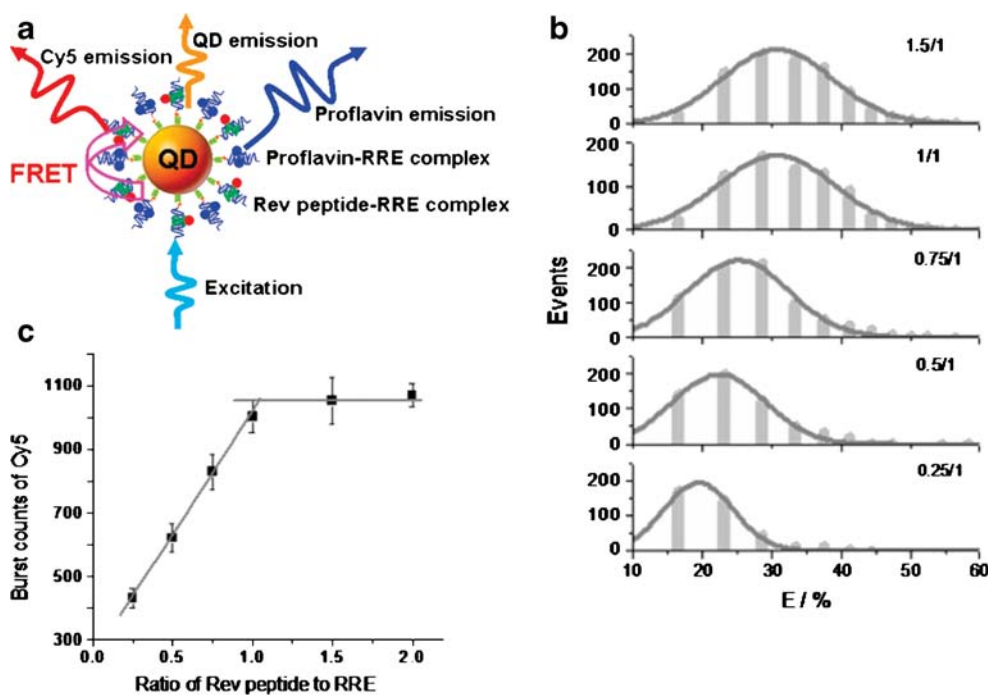 a
Cy5 emission
QD emission
Proflavin emission
QD
Proflavin-RRE complex
FRET
Rev peptide-RRE complex
Excitation
b
200
100
0
1.5/1
200
100
0
1/1
200
100
0
0.75/1
200
100
0
0.5/1
200
100
0
0.25/1
Events
10 20 30 40 50 60
E / %
c
1100
900
700
500
300
Burst counts of Cy5
0.0 0.5 1.0 1.5 2.0
Ratio of Rev peptide to RRE